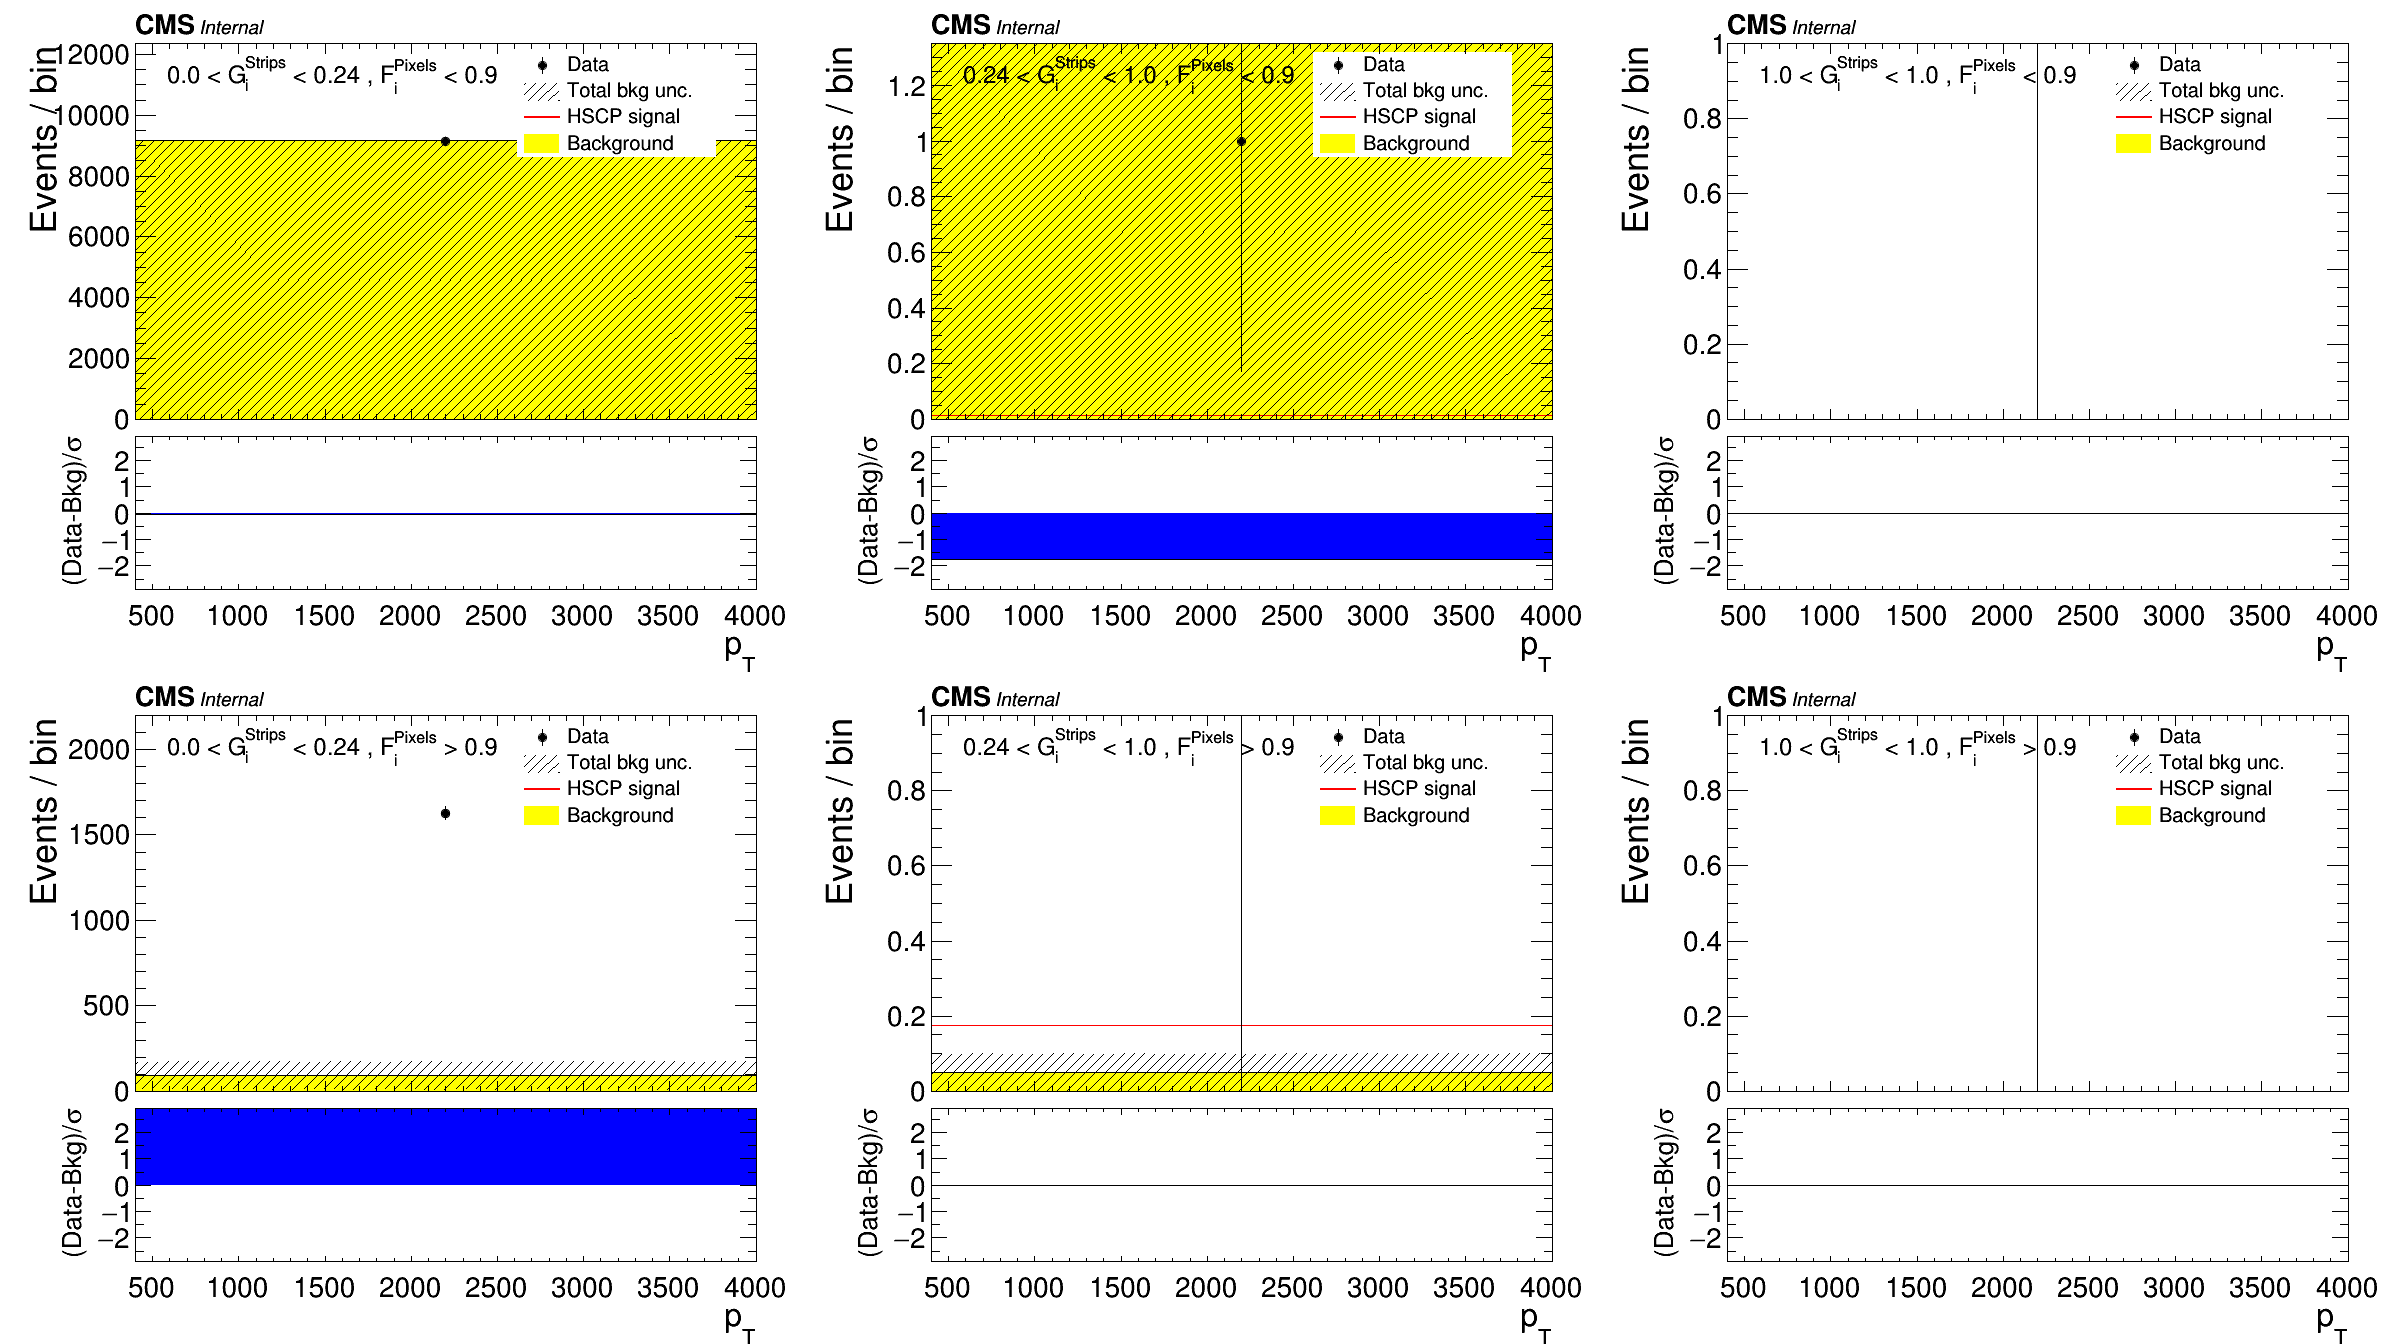 CMS Internal
Events / bin
12000
10000
8000
6000
4000
2000
0
0.0 < G_i^Strips < 0.24 , F_i^Pixels < 0.9
Data
Total bkg unc.
HSCP signal
Background
(Data-Bkg)/σ
2
1
0
−1
−2
500 1000 1500 2000 2500 3000 3500 4000
p_T
CMS Internal
Events / bin
1.2
1
0.8
0.6
0.4
0.2
0
0.24 < G_i^Strips < 1.0 , F_i^Pixels < 0.9
Data
Total bkg unc.
HSCP signal
Background
(Data-Bkg)/σ
2
1
0
−1
−2
500 1000 1500 2000 2500 3000 3500 4000
p_T
CMS Internal
Events / bin
1
0.8
0.6
0.4
0.2
0
1.0 < G_i^Strips < 1.0 , F_i^Pixels < 0.9
Data
Total bkg unc.
HSCP signal
Background
(Data-Bkg)/σ
2
1
0
−1
−2
500 1000 1500 2000 2500 3000 3500 4000
p_T
CMS Internal
Events / bin
2000
1500
1000
500
0
0.0 < G_i^Strips < 0.24 , F_i^Pixels > 0.9
Data
Total bkg unc.
HSCP signal
Background
(Data-Bkg)/σ
2
1
0
−1
−2
500 1000 1500 2000 2500 3000 3500 4000
p_T
CMS Internal
Events / bin
1
0.8
0.6
0.4
0.2
0
0.24 < G_i^Strips < 1.0 , F_i^Pixels > 0.9
Data
Total bkg unc.
HSCP signal
Background
(Data-Bkg)/σ
2
1
0
−1
−2
500 1000 1500 2000 2500 3000 3500 4000
p_T
CMS Internal
Events / bin
1
0.8
0.6
0.4
0.2
0
1.0 < G_i^Strips < 1.0 , F_i^Pixels > 0.9
Data
Total bkg unc.
HSCP signal
Background
(Data-Bkg)/σ
2
1
0
−1
−2
500 1000 1500 2000 2500 3000 3500 4000
p_T